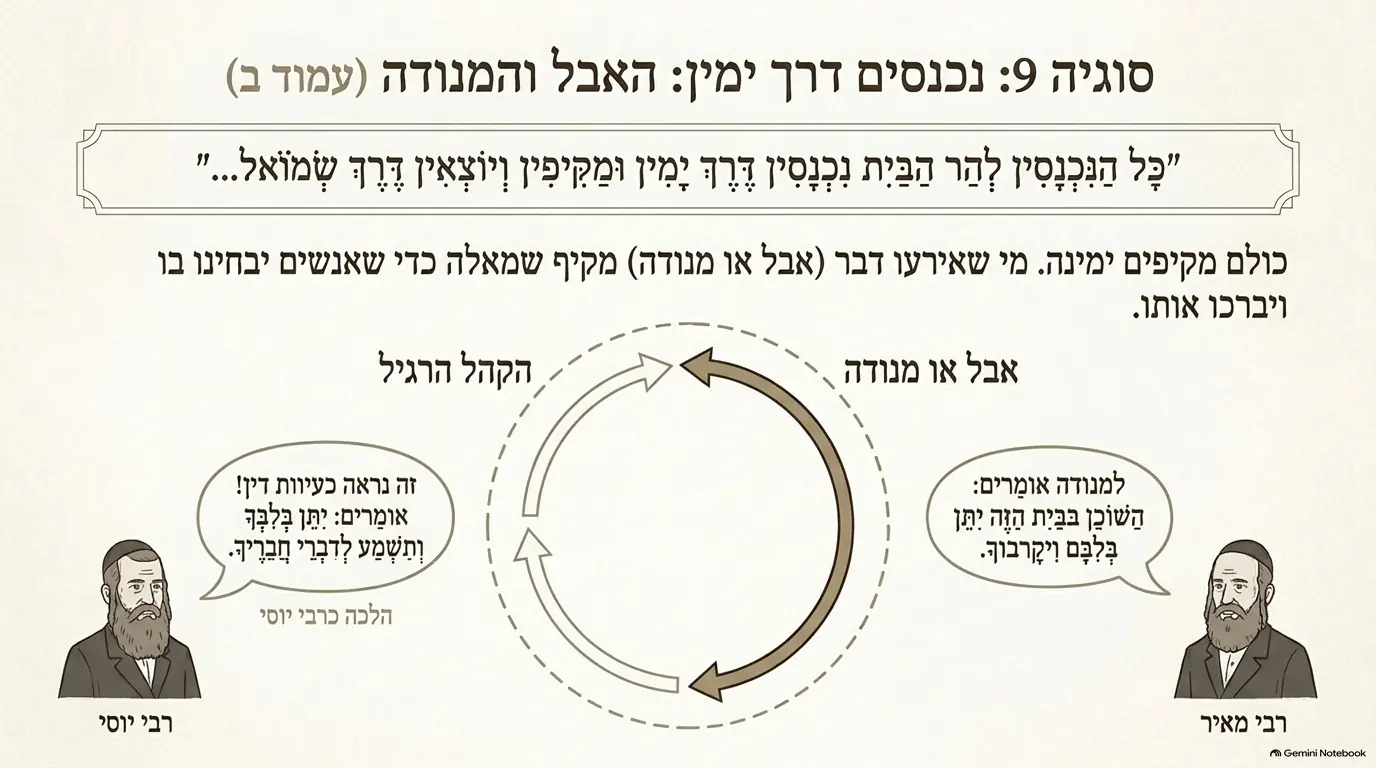 סוגיה 9: נכנסים דרך ימין: האבל והמנודה (עמוד ב)
"כָּל הַנִּכְנָסִין לְהַר הַבַּיִת נִכְנָסִין דֶּרֶךְ יָמִין וּמַקִּיפִין וְיוֹצְאִין דֶּרֶךְ שְׂמֹאול..."
כולם מקיפים ימינה. מי שאירעו דבר (אבל או מנודה) מקיף שמאלה כדי שאנשים יבחינו בו
ויברכו אותו.
אבל או מנודה
הקהל הרגיל
למנודה אומרים:
הַשּׁוֹכֵן בַּבַּיִת הַזֶּה יִתֵּן
בְּלִבָּם וִיקָרבוּךָ.
רבי מאיר
זה נראה כעיוות דין!
אומרים: יִתֵּן בְּלִבְּךָ
וְתִשְׁמַע לְדִבְרֵי חֲבֵרֶיךָ.
הלכה כרבי יוסי
רבי יוסי
Gemini Notebook